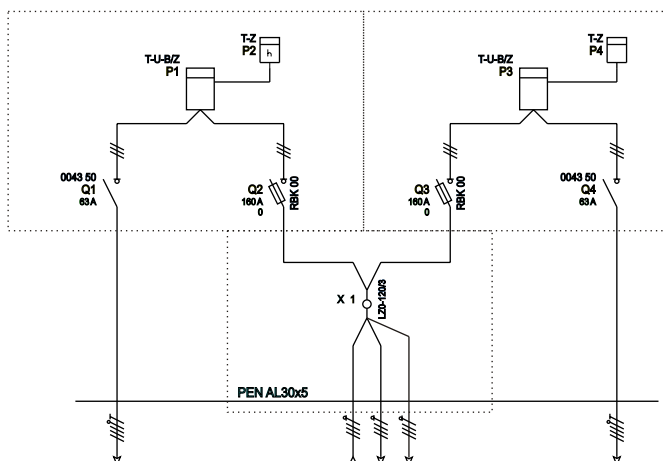 T-U-B/Z
P1
T-Z
P2
h
T-U-B/Z
P3
T-Z
P4
0043 50
Q1
63A
Q2
160A
0
RBK 00
Q3
160A
0
RBK 00
0043 50
Q4
63A
X 1
LZ0-120/3
PEN AL30x5